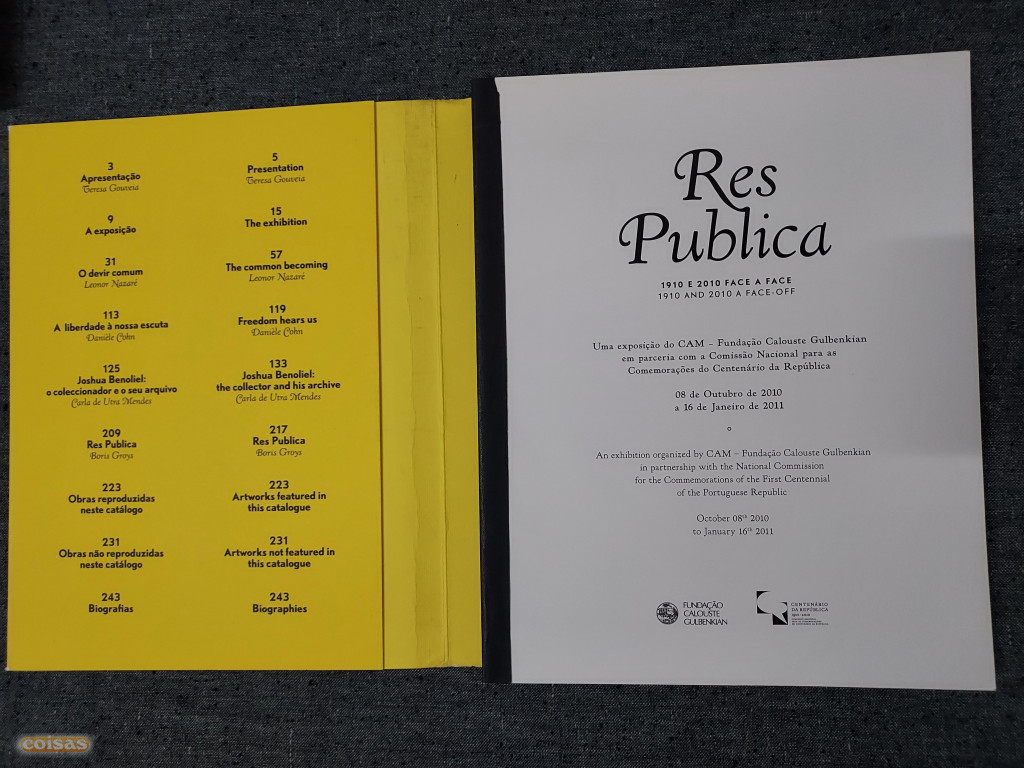 3
Apresentação
Teresa Gouveia
9
A exposição
31
O devir comum
Leonor Nazaré
113
A liberdade à nossa escuta
Danièle Cohn
125
Joshua Benoliel:
o coleccionador e o seu arquivo
Carla de Utra Mendes
209
Res Publica
Boris Groys
223
Obras reproduzidas
neste catálogo
231
Obras não reproduzidas
neste catálogo
243
Biografias
5
Presentation
Teresa Gouveia
15
The exhibition
57
The common becoming
Leonor Nazaré
119
Freedom hears us
Danièle Cohn
133
Joshua Benoliel:
the collector and his archive
Carla de Utra Mendes
217
Res Publica
Boris Groys
223
Artworks featured in
this catalogue
231
Artworks not featured in
this catalogue
243
Biographies
Res
Publica
1910 E 2010 FACE A FACE
1910 AND 2010 A FACE-OFF
Uma exposição do CAM – Fundação Calouste Gulbenkian
em parceria com a Comissão Nacional para as
Comemorações do Centenário da República
08 de Outubro de 2010
a 16 de Janeiro de 2011
An exhibition organized by CAM – Fundação Calouste Gulbenkian
in partnership with the National Commission
for the Commemorations of the First Centennial
of the Portuguese Republic
October 08th 2010
to January 16th 2011
FUNDAÇÃO
CALOUSTE
GULBENKIAN
CENTENÁRIO
DA REPÚBLICA
1910-2010
coisas